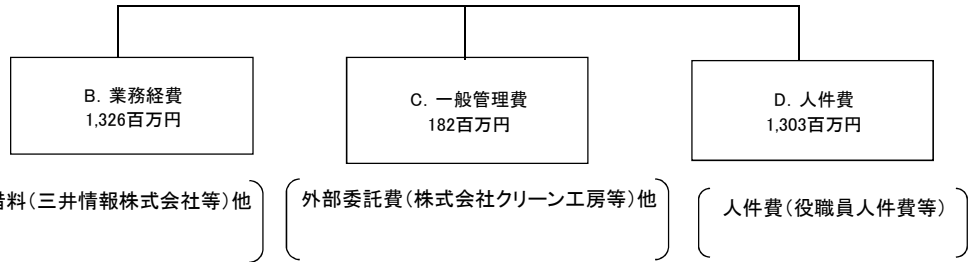 B. 業務経費
1,326百万円
C. 一般管理費
182百万円
D. 人件費
1,303百万円
借料(三井情報株式会社等)他
外部委託費(株式会社クリーン工房等)他
人件費(役職員人件費等)